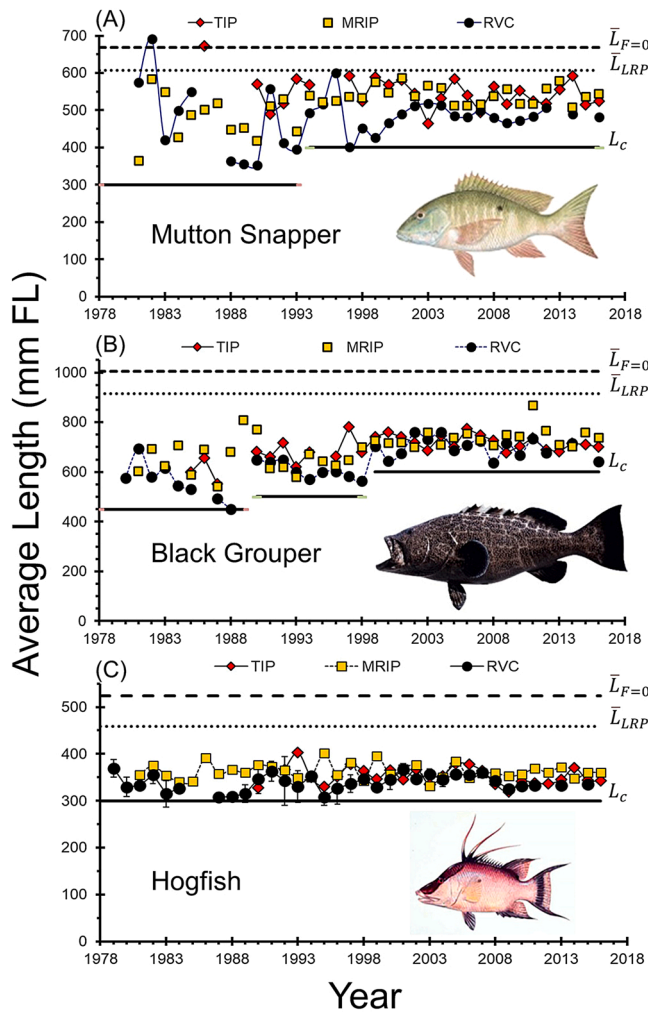 Average Length (mm FL)
(A)
TIP MRIP RVC
L̄F=0
L̄LRP
Lc
700
600
500
400
300
200
100
0
Mutton Snapper
1978 1983 1988 1993 1998 2003 2008 2013 2018
(B)
TIP MRIP RVC
L̄F=0
L̄LRP
Lc
1000
800
600
400
200
0
Black Grouper
1978 1983 1988 1993 1998 2003 2008 2013 2018
(C)
TIP MRIP RVC
L̄F=0
L̄LRP
Lc
500
400
300
200
100
0
Hogfish
1978 1983 1988 1993 1998 2003 2008 2013 2018
Year